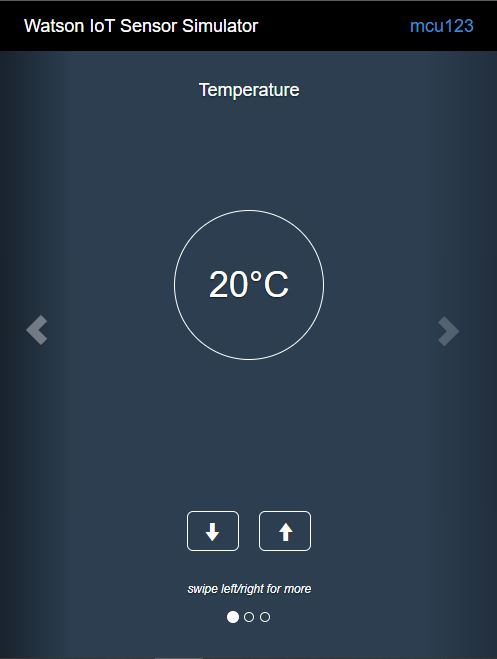 Watson IoT Sensor Simulator
mcu123
Temperature
20°C
swipe left/right for more